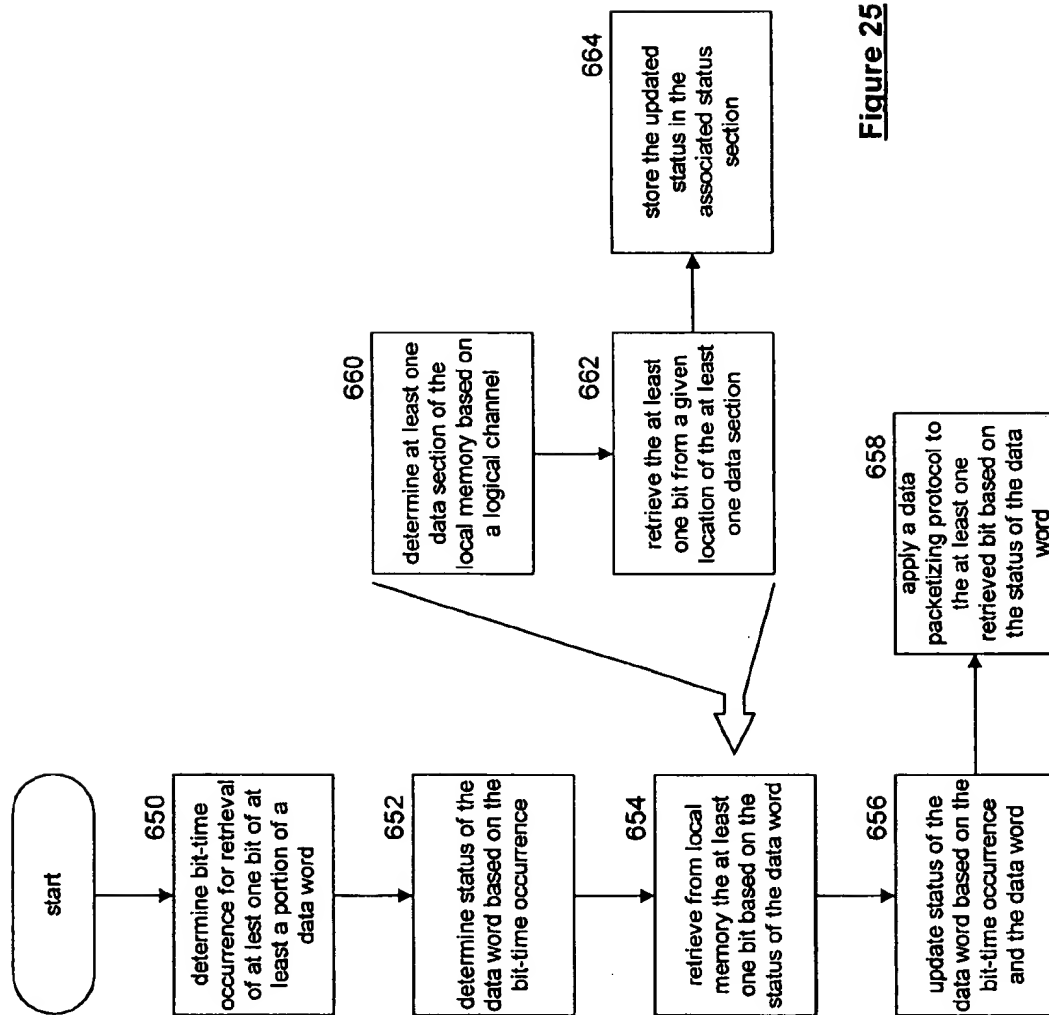 start
650
determine bit-time
occurrence for retrieval
of at lest one bit of at
least a portion of a
data word
652
determine status of the
data word based on the
bit-time occurrence
654
retrieve from local
memory the at least
one bit based on the
status of the data word
656
update status of the
data word based on the
bit-time occurrence
and the data word
658
apply a data
packetizing protocol to
the at least one
retrieved bit based on
the status of the data
word
660
determine at least one
data section of the
local memory based on
a logical channel
662
retrieve the at least
one bit from a given
location of the at least
one data section
664
store the updated
status in the
associated status
section
Figure 25